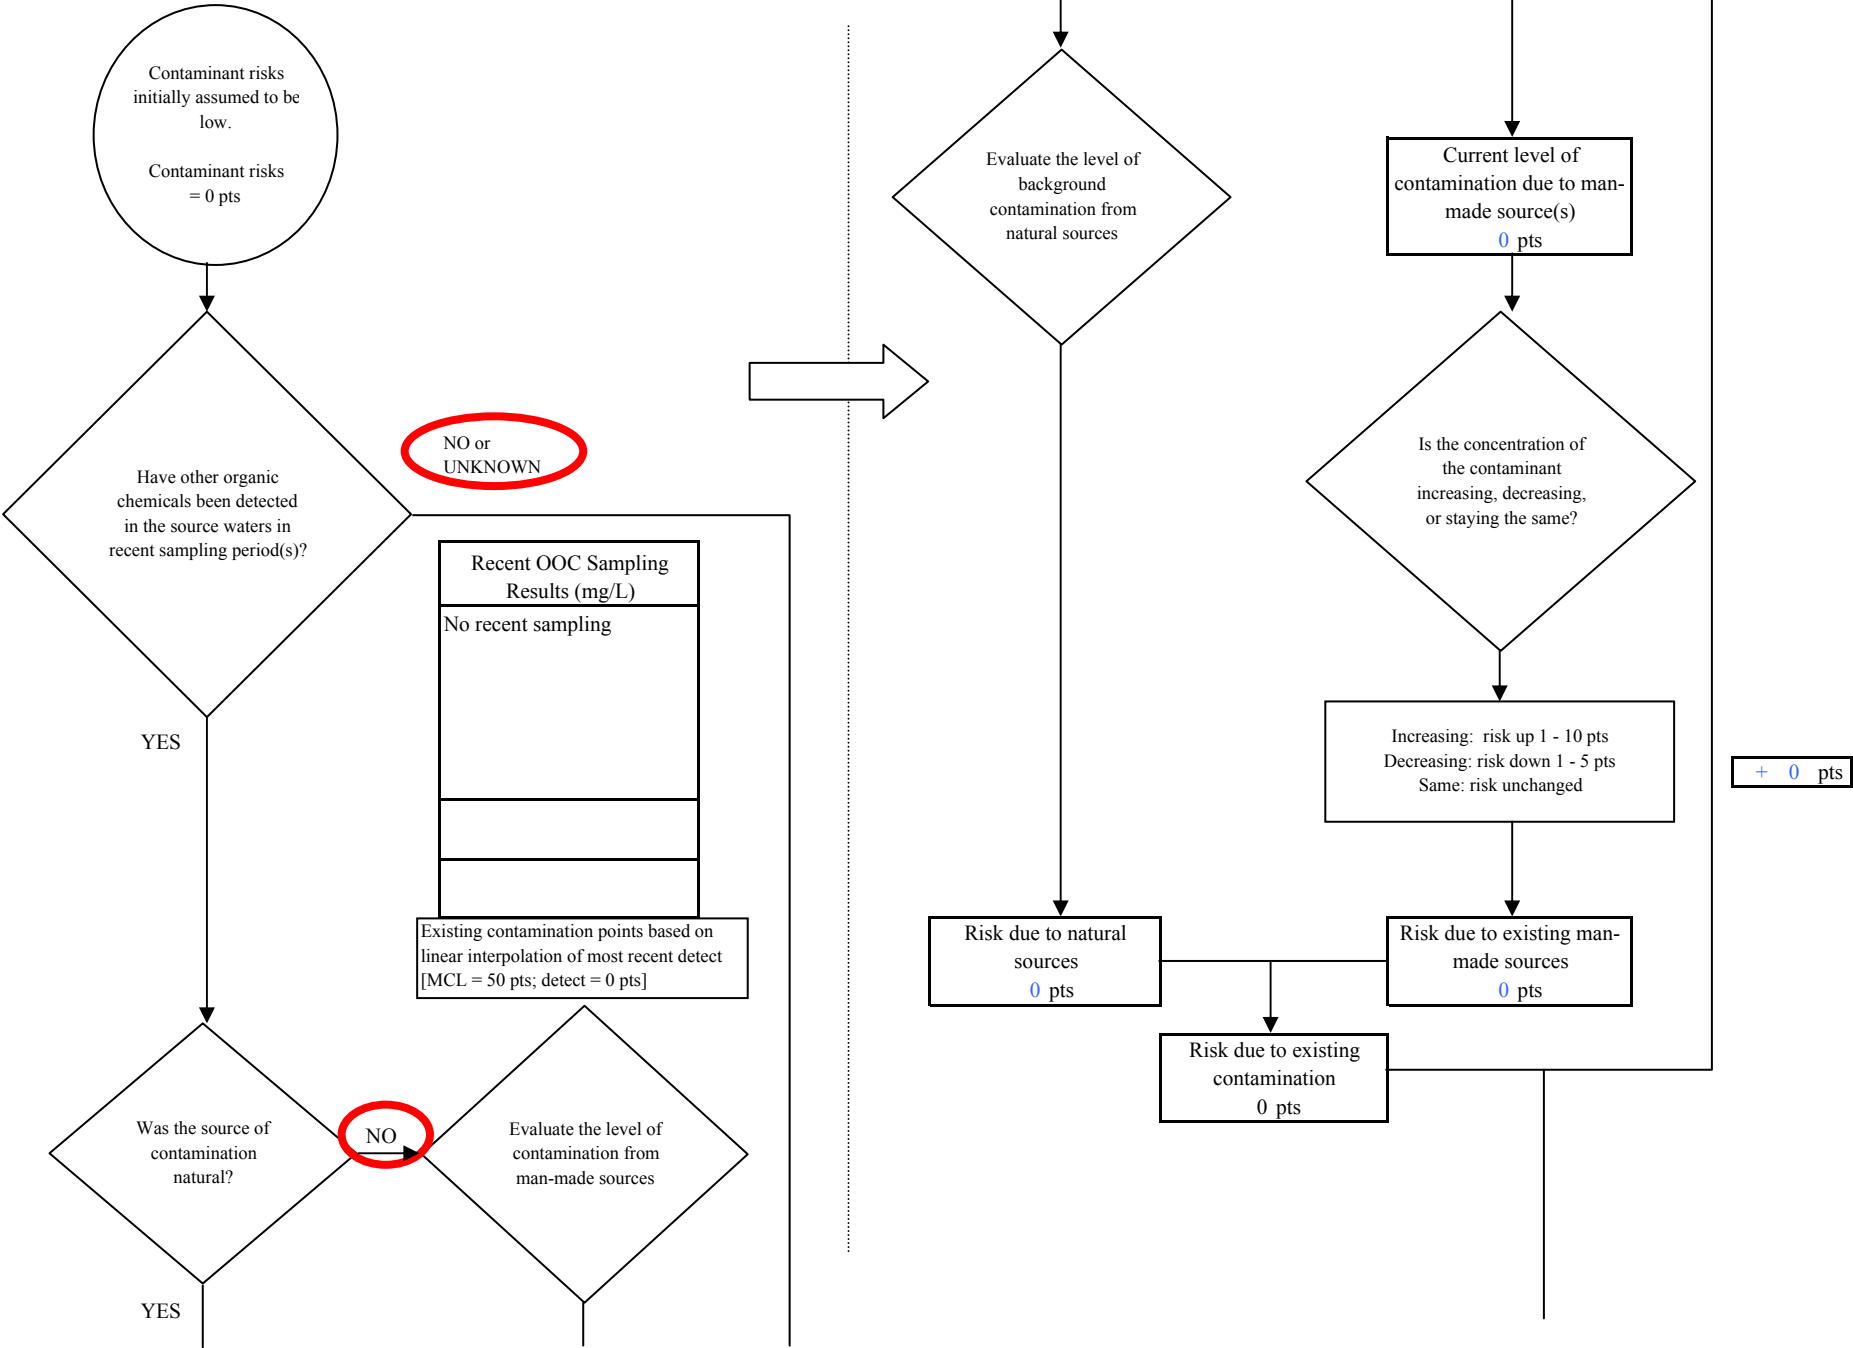 Contaminant risks
initially assumed to be
low.
Contaminant risks
= 0 pts
Have other organic
chemicals been detected
in the source waters in
recent sampling period(s)?
NO or
UNKNOWN
YES
Recent OOC Sampling
Results (mg/L)
No recent sampling
Existing contamination points based on
linear interpolation of most recent detect
[MCL = 50 pts; detect = 0 pts]
Was the source of
contamination
natural?
NO
Evaluate the level of
contamination from
man-made sources
YES
Evaluate the level of
background
contamination from
natural sources
Current level of
contamination due to man-
made source(s)
0 pts
Is the concentration of
the contaminant
increasing, decreasing,
or staying the same?
Increasing: risk up 1 - 10 pts
Decreasing: risk down 1 - 5 pts
Same: risk unchanged
+ 0 pts
Risk due to natural
sources
0 pts
Risk due to existing man-
made sources
0 pts
Risk due to existing
contamination
0 pts